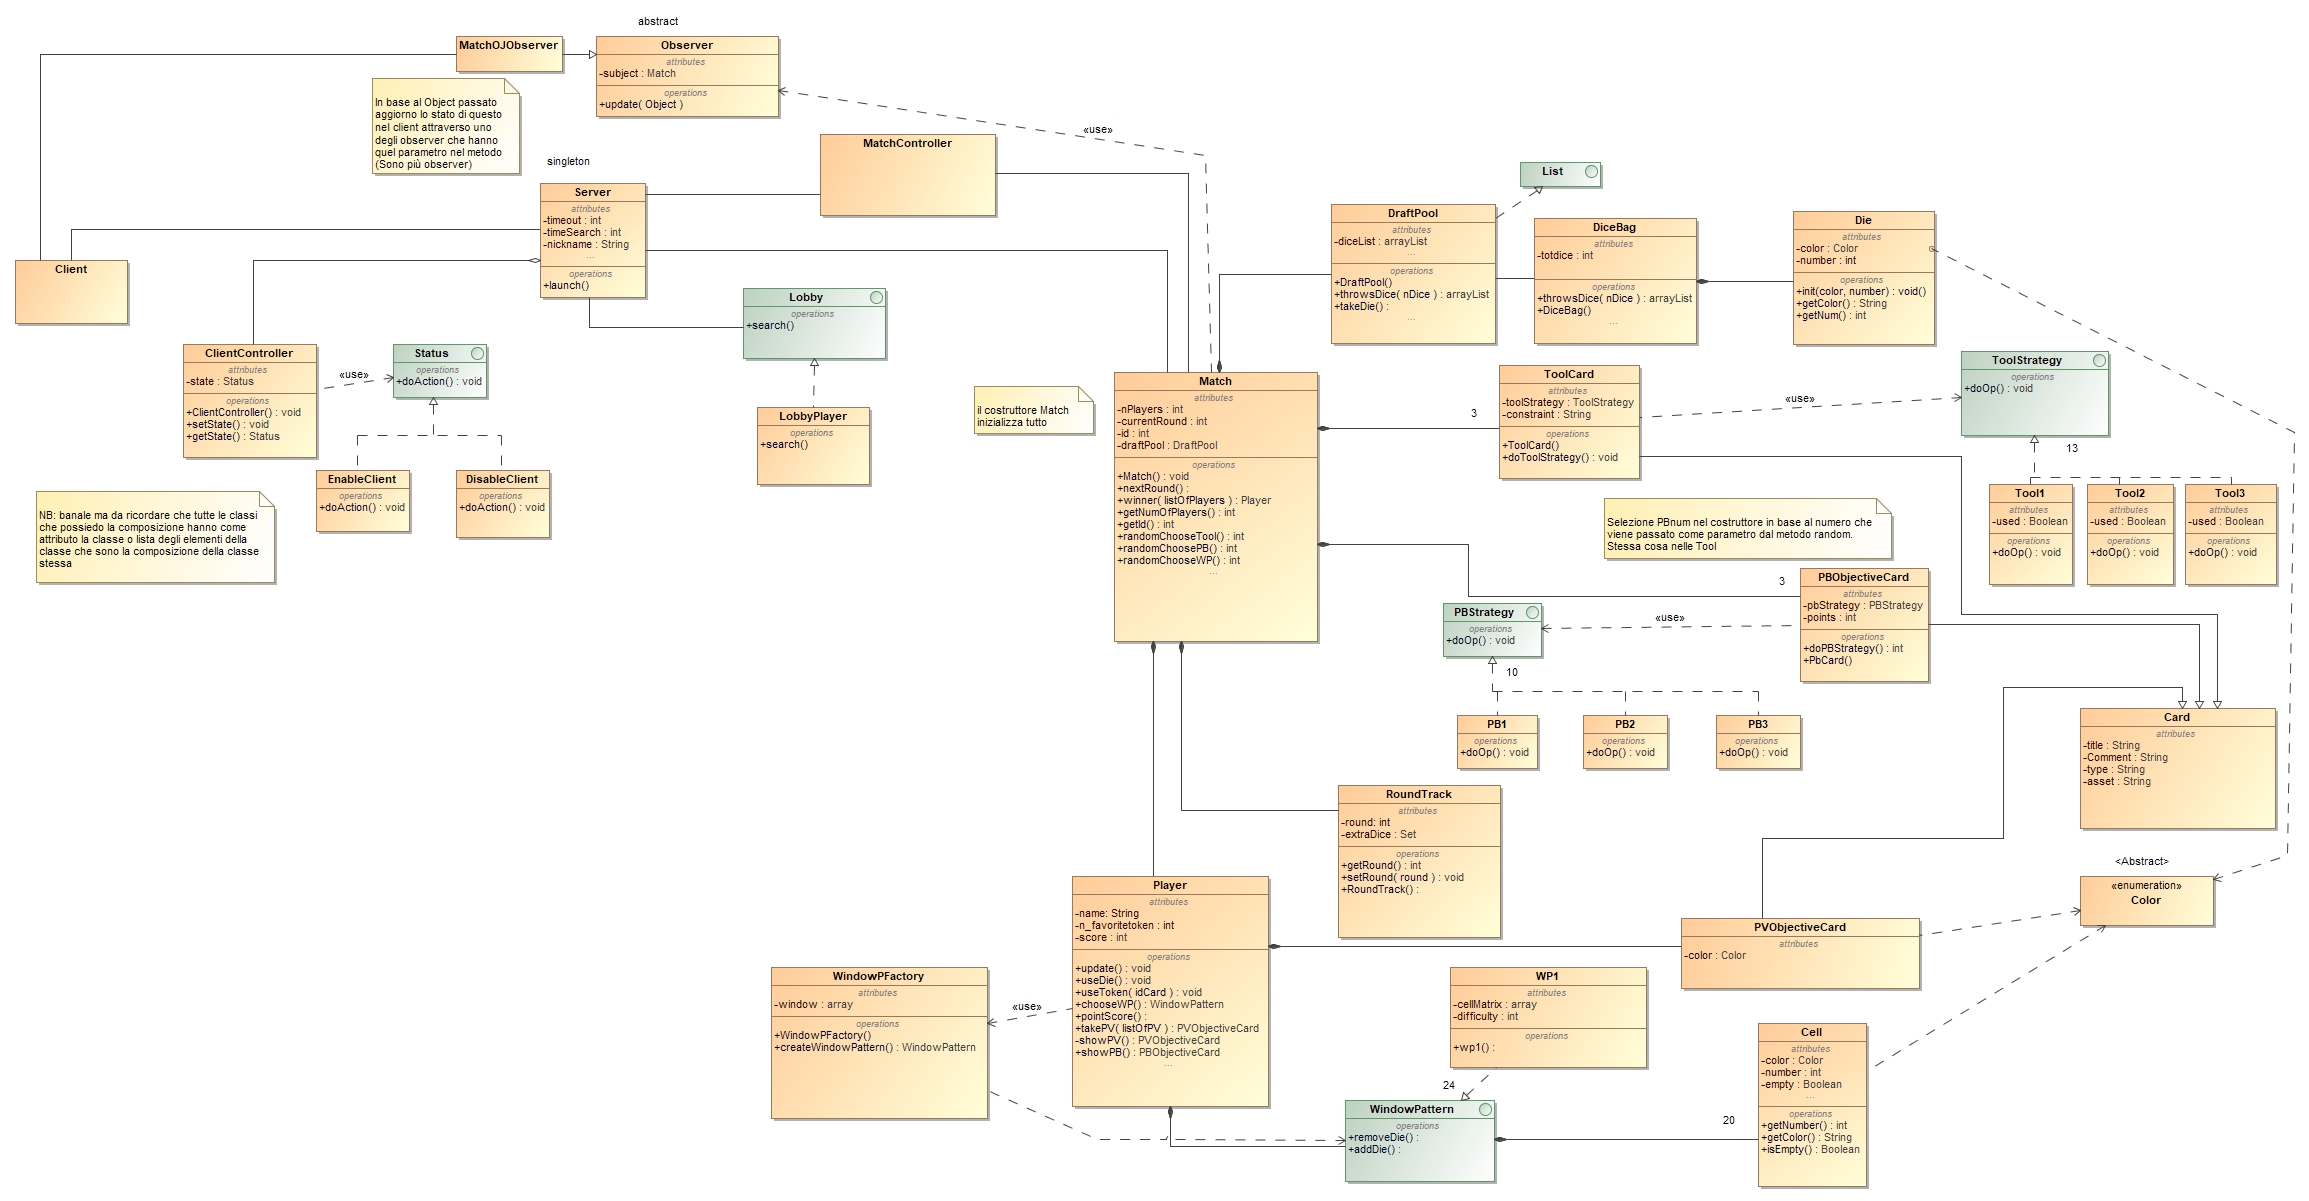 abstract
MatchOJObserver
Observer
attributes
-subject : Match
operations
+update( Object )
In base al Object passato
aggiorno lo stato di questo
nel client attraverso uno
degli observer che hanno
quel parametro nel metodo
(Sono più observer)
«use»
MatchController
singleton
Server
attributes
-timeout : int
-timeSearch : int
-nickname : String
...
operations
+launch()
Client
Lobby
operations
+search()
LobbyPlayer
operations
+search()
ClientController
attributes
-state : Status
operations
+ClientController() : void
+setState() : void
+getState() : Status
«use»
Status
operations
+doAction() : void
EnableClient
operations
+doAction() : void
DisableClient
operations
+doAction() : void
NB: banale ma da ricordare che tutte le classi
che possiedo la composizione hanno come
attributo la classe o lista degli elementi della
classe che sono la composizione della classe
stessa
il costruttore Match
inizializza tutto
Match
attributes
-nPlayers : int
-currentRound : int
-id : int
-draftPool : DraftPool
operations
+Match() : void
+nextRound() :
+winner( listOfPlayers ) : Player
+getNumOfPlayers() : int
+getId() : int
+randomChooseTool() : int
+randomChoosePB() : int
+randomChooseWP() : int
...
List
DraftPool
attributes
-diceList : arrayList
...
operations
+DraftPool()
+throwsDice( nDice ) : arrayList
+takeDie() :
...
DiceBag
attributes
-totdice : int
operations
+throwsDice( nDice ) : arrayList
+DiceBag()
...
Die
attributes
-color : Color
-number : int
operations
+init(color, number) : void()
+getColor() : String
+getNum() : int
3
ToolCard
attributes
-toolStrategy : ToolStrategy
-constraint : String
operations
+ToolCard()
+doToolStrategy() : void
«use»
ToolStrategy
operations
+doOp() : void
13
Tool1
attributes
-used : Boolean
operations
+doOp() : void
Tool2
attributes
-used : Boolean
operations
+doOp() : void
Tool3
attributes
-used : Boolean
operations
+doOp() : void
Selezione PBnum nel costruttore in base al numero che
viene passato come parametro dal metodo random.
Stessa cosa nelle Tool
3
PBObjectiveCard
attributes
-pbStrategy : PBStrategy
-points : int
operations
+doPBStrategy() : int
+PbCard()
«use»
PBStrategy
operations
+doOp() : void
10
PB1
operations
+doOp() : void
PB2
operations
+doOp() : void
PB3
operations
+doOp() : void
Card
attributes
-title : String
-Comment : String
-type : String
-asset : String
RoundTrack
attributes
-round: int
-extraDice : Set
operations
+getRound() : int
+setRound( round ) : void
+RoundTrack() :
<Abstract>
«enumeration»
Color
Player
attributes
-name: String
-n_favoritetoken : int
-score : int
operations
+update() : void
+useDie() : void
+useToken( idCard ) : void
+chooseWP() : WindowPattern
+pointScore() :
+takePV( listOfPV ) : PVObjectiveCard
-showPV() : PVObjectiveCard
+showPB() : PBObjectiveCard
...
PVObjectiveCard
attributes
-color : Color
WindowPFactory
attributes
-window : array
operations
+WindowPFactory()
+createWindowPattern() : WindowPattern
«use»
WP1
attributes
-cellMatrix : array
-difficulty : int
operations
+wp1() :
24
WindowPattern
operations
+removeDie() :
+addDie() :
20
Cell
attributes
-color : Color
-number : int
-empty : Boolean
...
operations
+getNumber() : int
+getColor() : String
+isEmpty() : Boolean